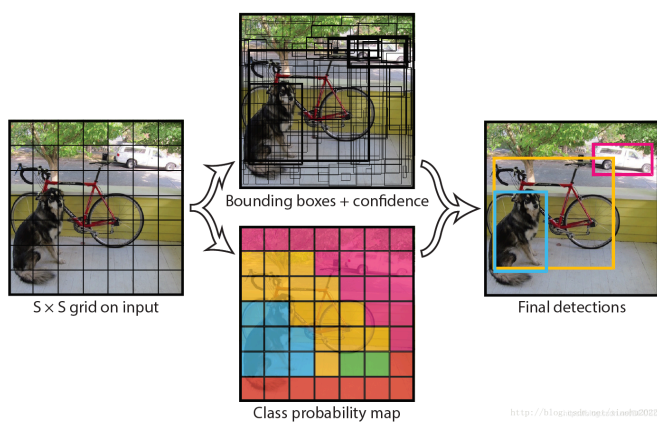 Bounding boxes + confidence
S × S grid on input
Final detections
Class probability map